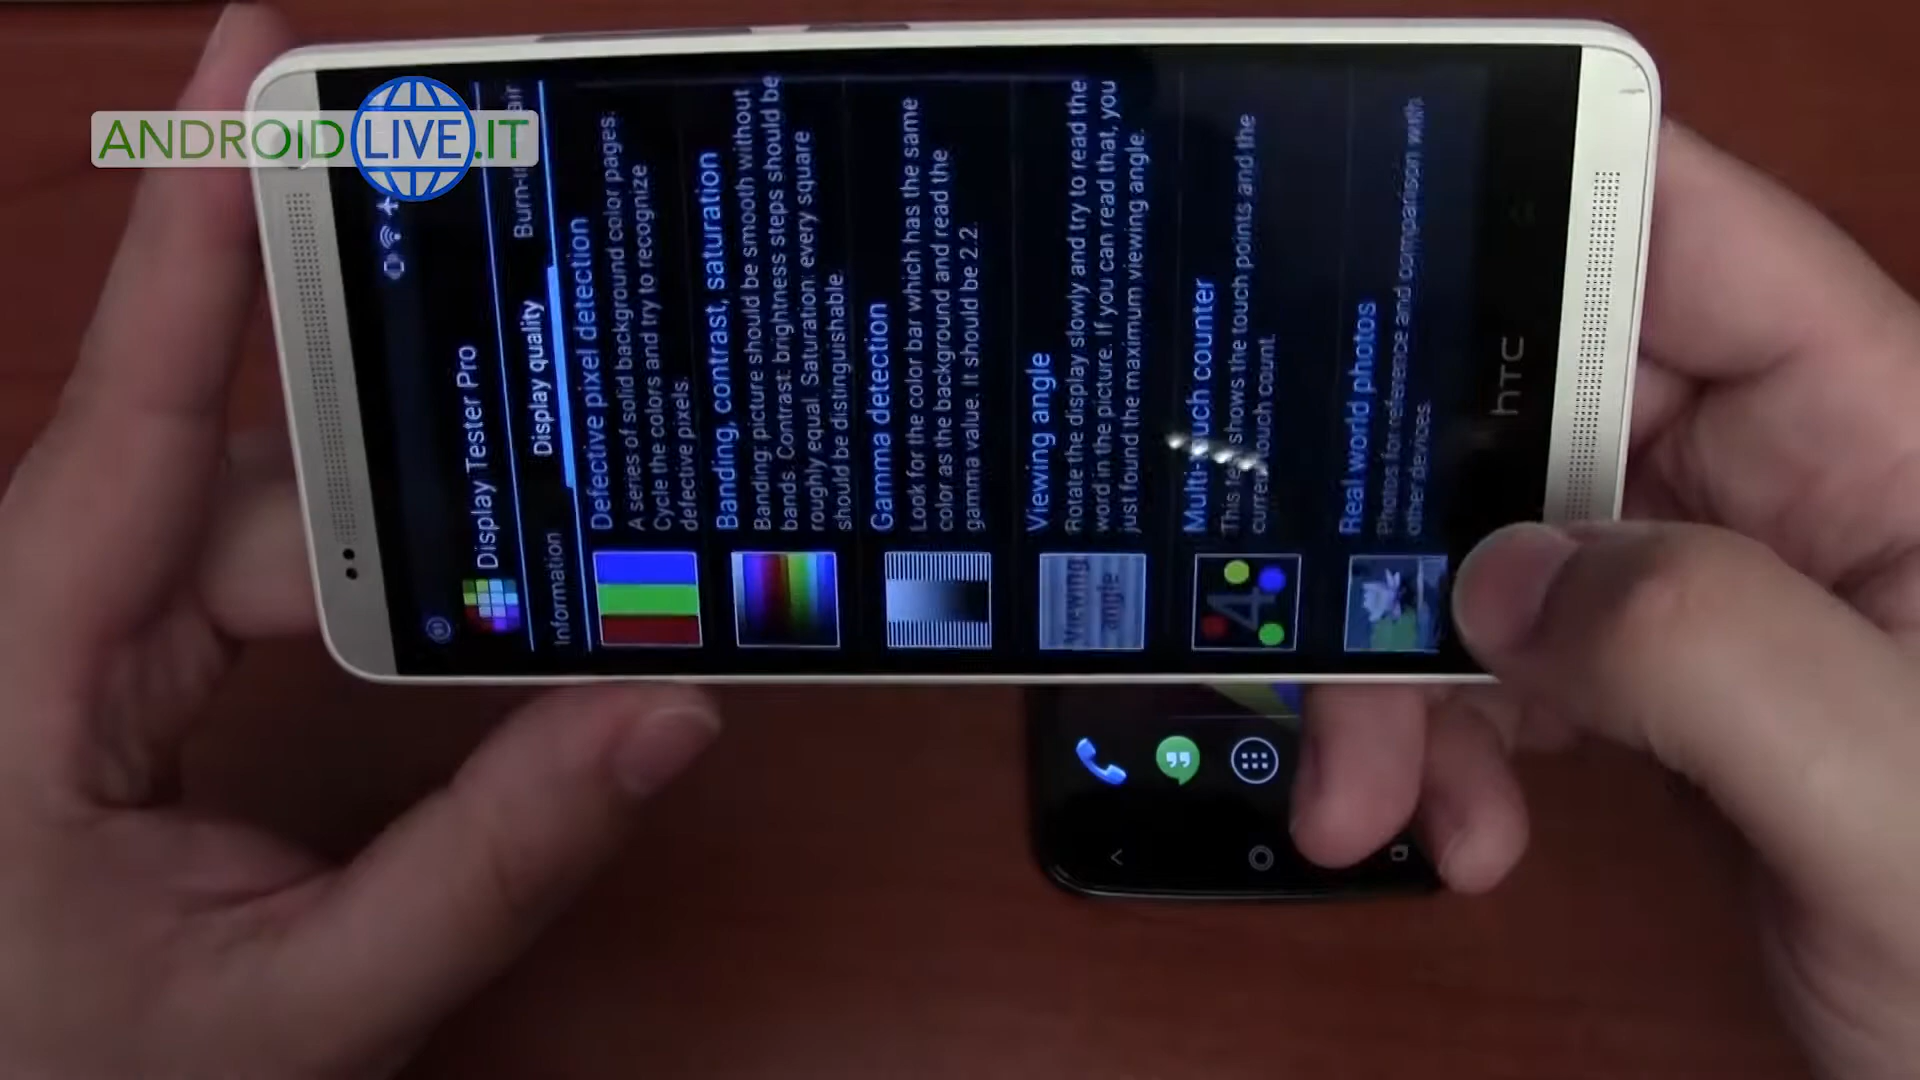 ANDROID LIVE.IT
Display Tester Pro
Information
Display quality
Defective pixel detection
A series of solid background color pages.
Cycle the colors and try to recognize
defective pixels.
Banding, contrast, saturation
Banding: picture should be smooth without
bands. Contrast: brightness steps should be
roughly equal. Saturation: every square
should be distinguishable.
Gamma detection
Look for the color bar which has the same
color as the background and read the
gamma value. It should be 2.2.
Viewing angle
Rotate the display slowly and try to read the
word in the picture. If you can read that, you
just found the maximum viewing angle.
Viewing
angle
shows the touch points and the
touch count.
counter
4
Real world photos
Photos for reference and comparison with
other devices.
hTC